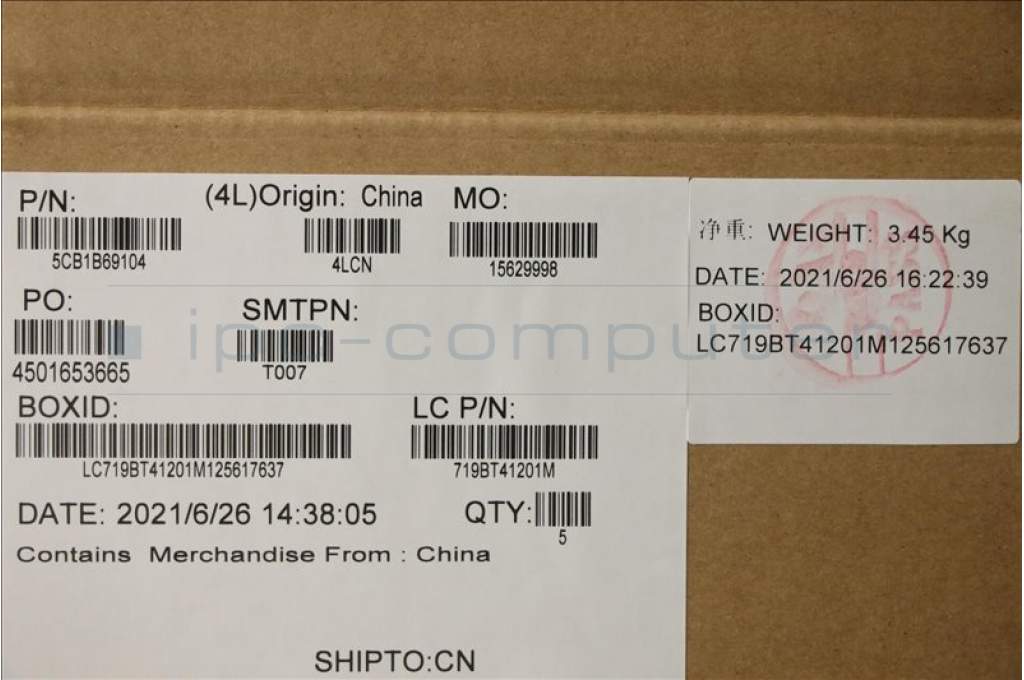 P/N:
5CB1B69104
(4L)Origin: China
4LCN
MO:
15629998
PO:
4501653665
SMTPN:
T007
BOXID:
LC719BT41201M125617637
LC P/N:
719BT41201M
DATE: 2021/6/26 14:38:05
QTY:
5
Contains Merchandise From : China
SHIPTO:CN
净重: WEIGHT: 3.45 Kg
DATE: 2021/6/26 16:22:39
BOXID:
LC719BT41201M125617637
ipc-computer